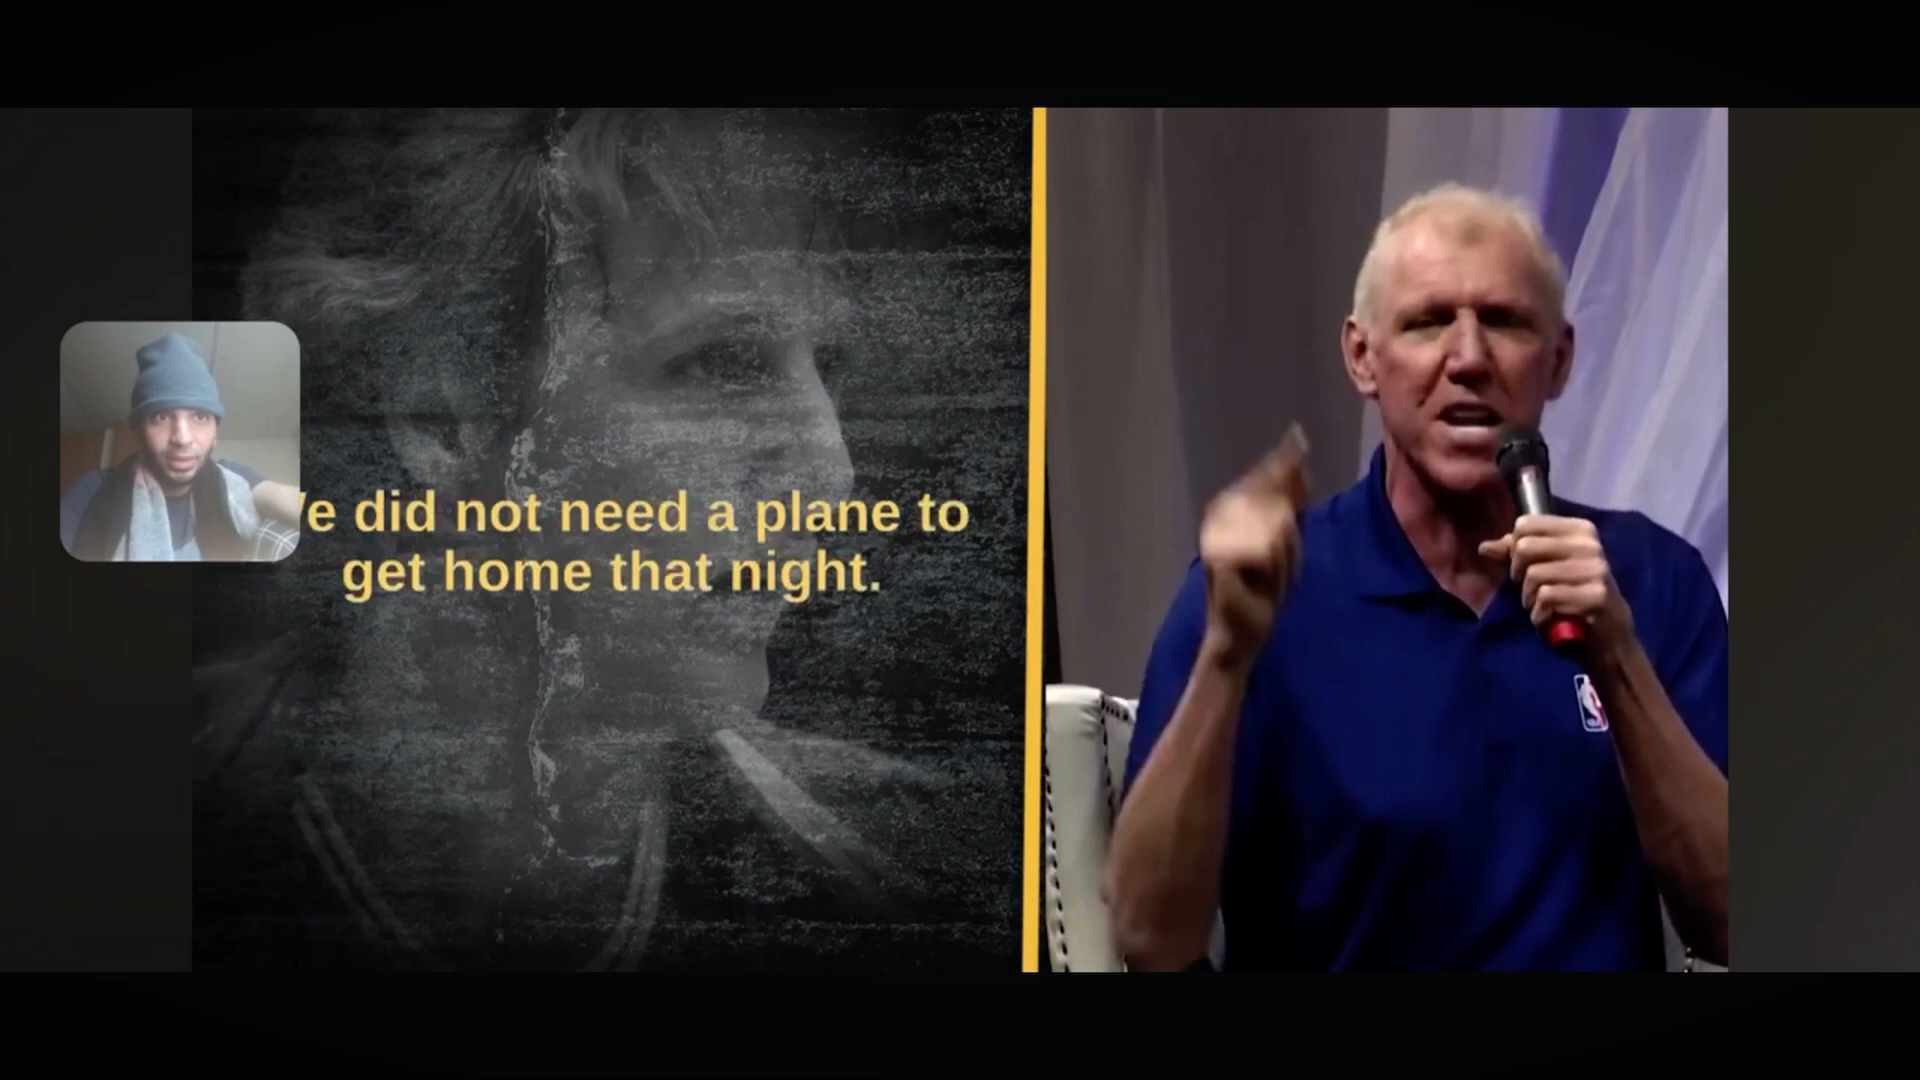 e did not need a plane to
get home that night.